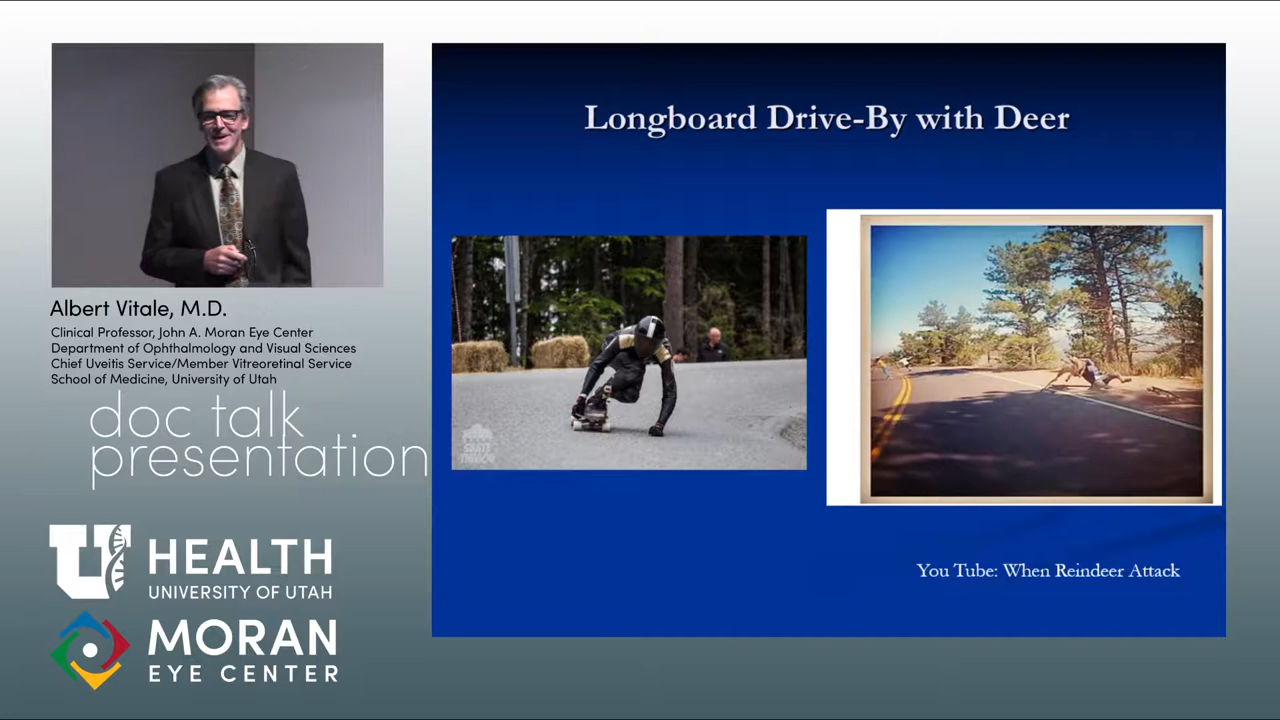 Longboard Drive-By with Deer
You Tube: When Reindeer Attack
Albert Vitale, M.D.
Clinical Professor, John A. Moran Eye Center
Department of Ophthalmology and Visual Sciences
Chief Uveitis Service/Member Vitreoretinal Service
School of Medicine, University of Utah
doc talk
presentation
U HEALTH
UNIVERSITY OF UTAH
MORAN
EYE CENTER